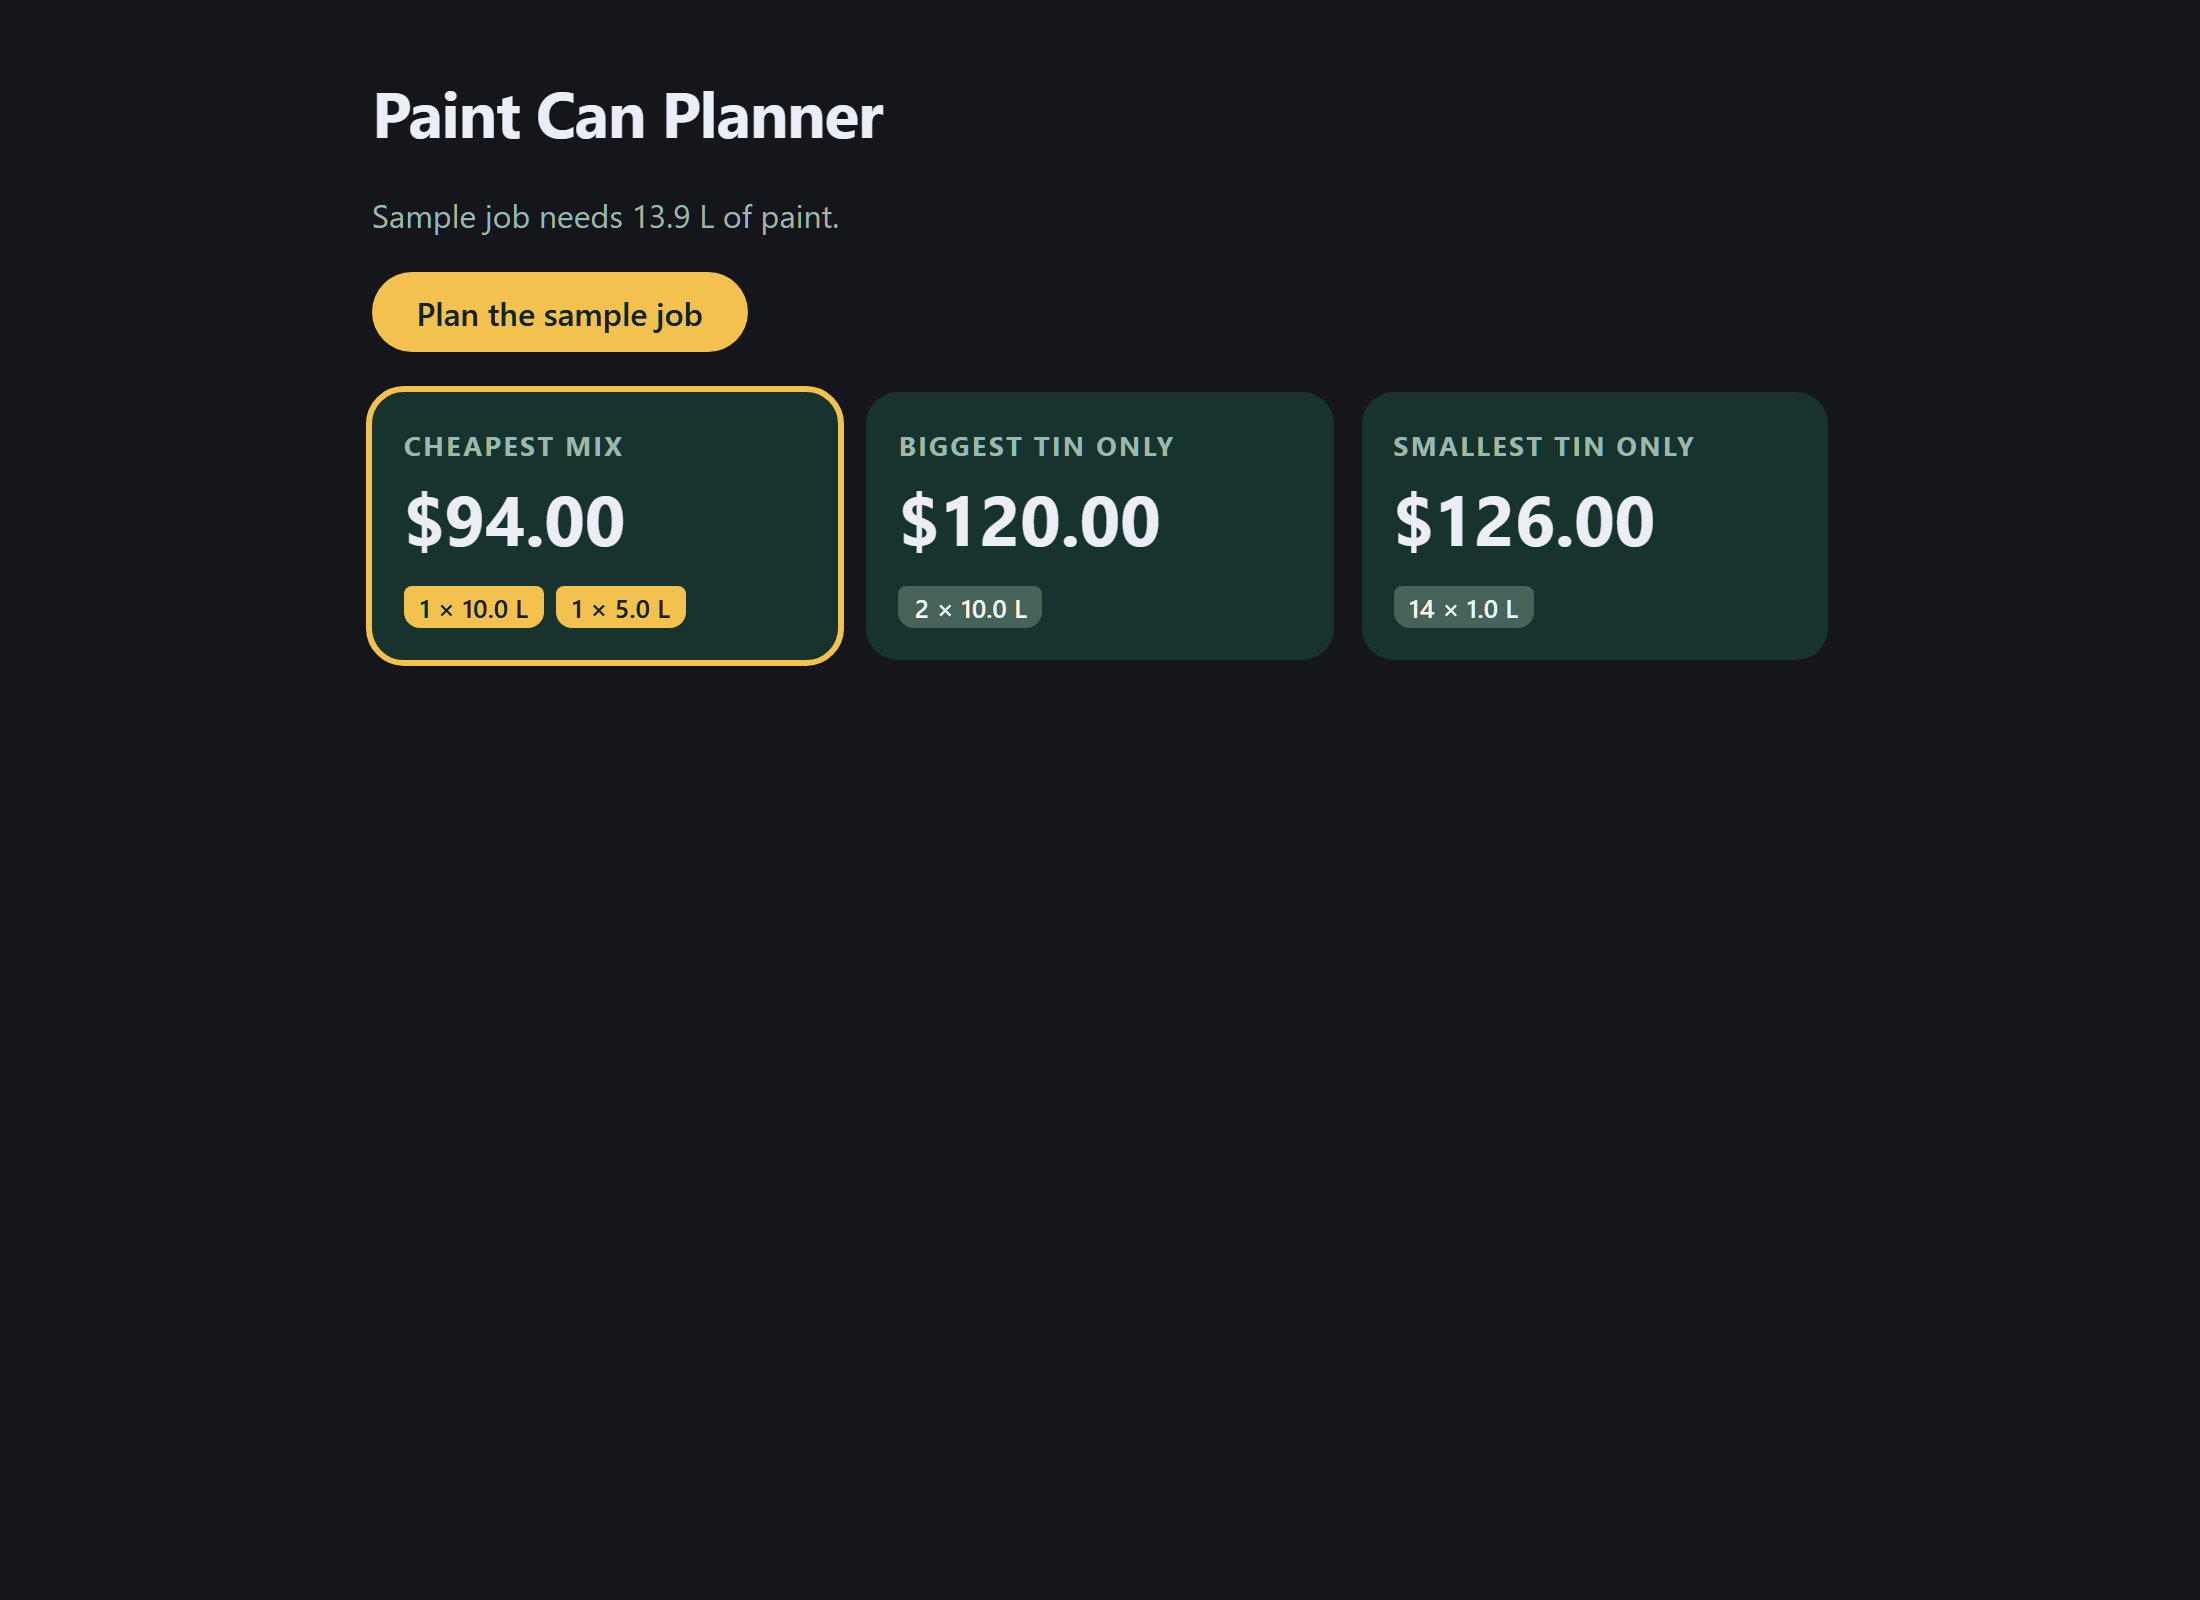 Paint Can Planner
Sample job needs 13.9 L of paint.
Plan the sample job
CHEAPEST MIX
$94.00
1 × 10.0 L 1 × 5.0 L
BIGGEST TIN ONLY
$120.00
2 × 10.0 L
SMALLEST TIN ONLY
$126.00
14 × 1.0 L